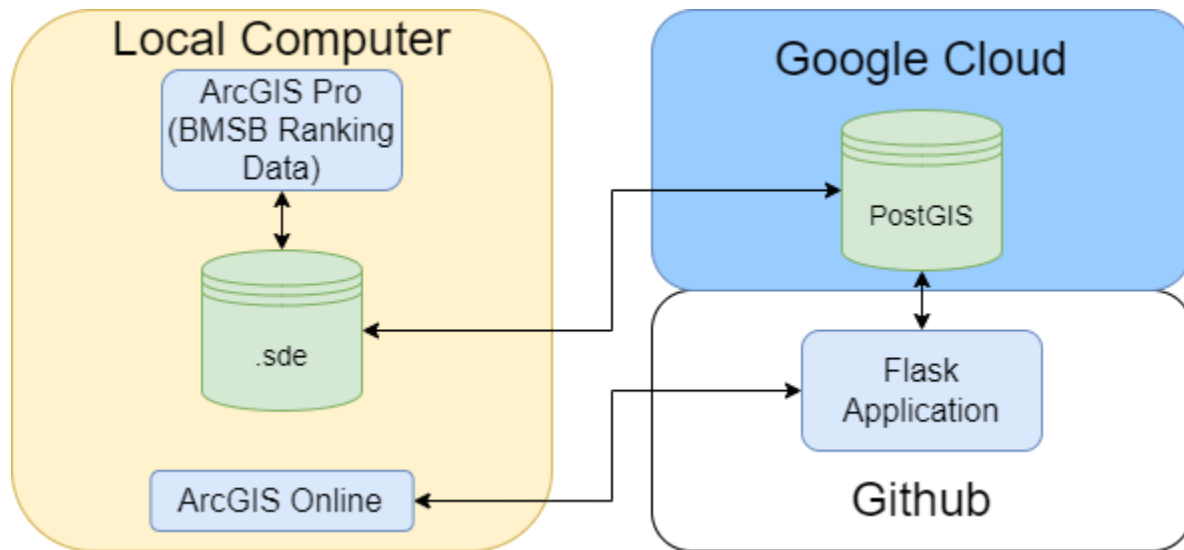 Local Computer
ArcGIS Pro
(BMSB Ranking
Data)
.sde
ArcGIS Online
Google Cloud
PostGIS
Flask
Application
Github